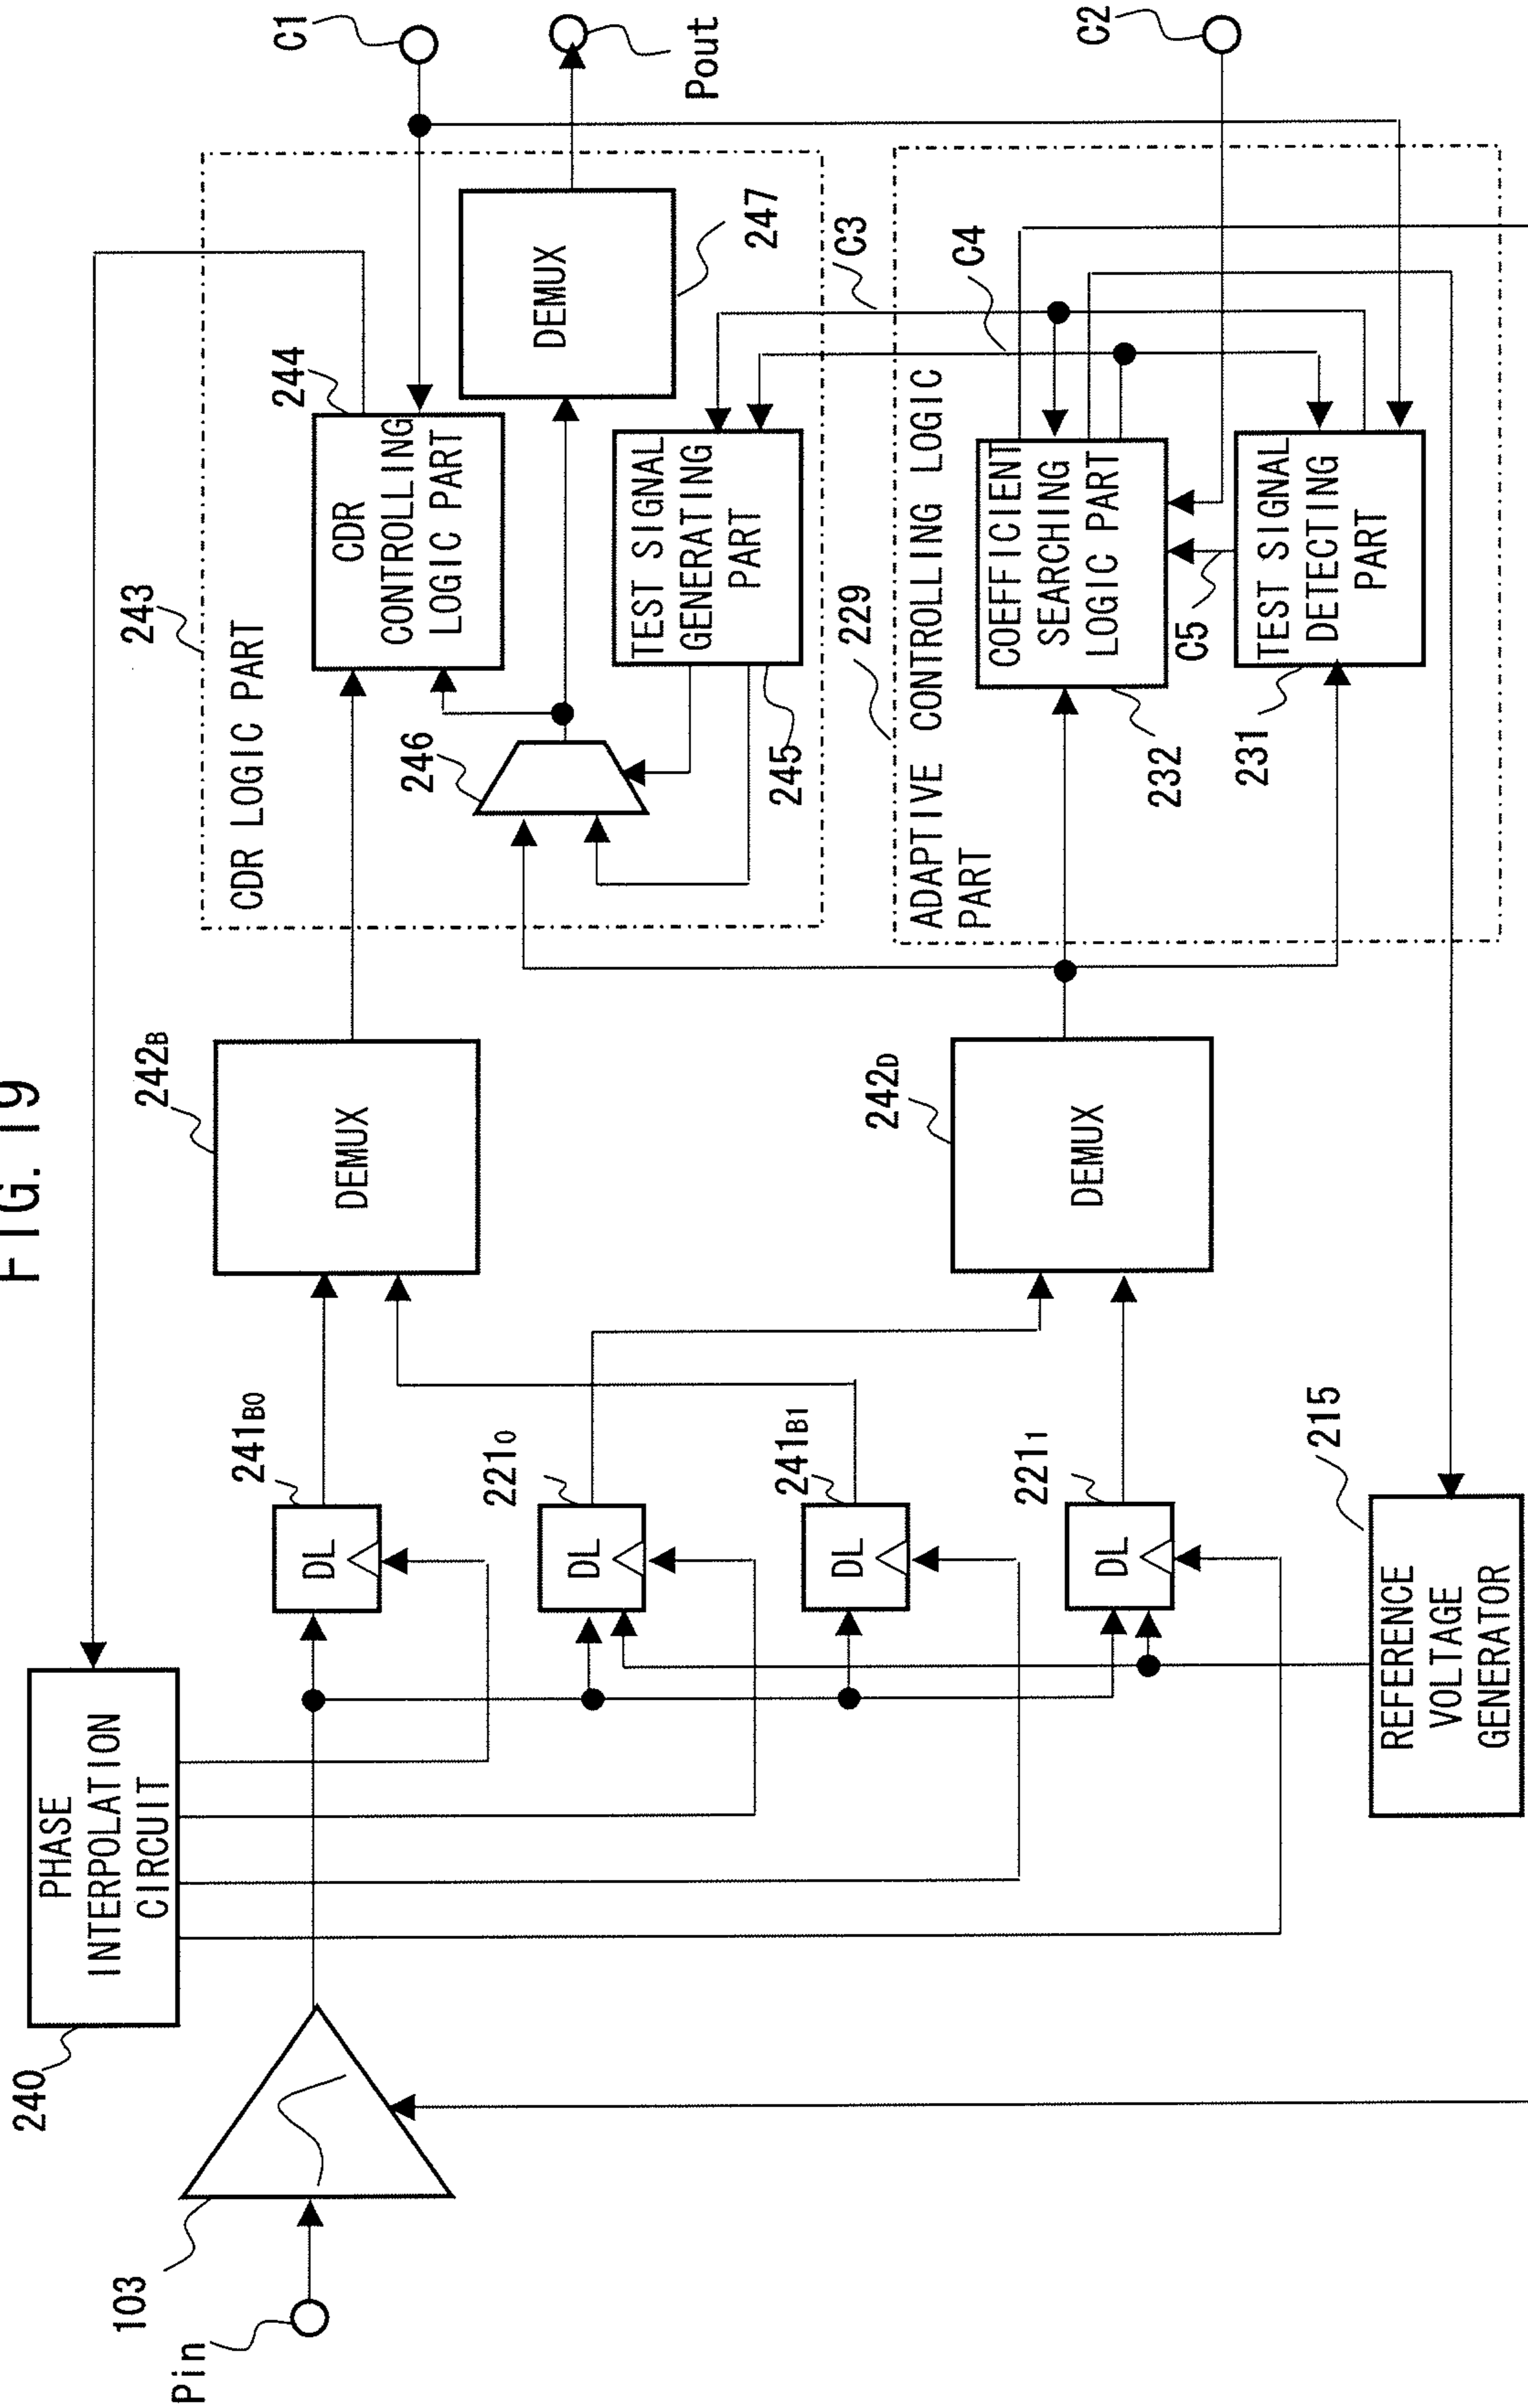 FIG. 19
240
PHASE
INTERPOLATION
CIRCUIT
103
Pin
241B0
DL
2210
DL
241B1
DL
2211
DL
215
REFERENCE
VOLTAGE
GENERATOR
242B
DEMUX
242D
DEMUX
243
CDR LOGIC PART
244
CDR
CONTROLLING
LOGIC PART
246
245
TEST SIGNAL
GENERATING
PART
DEMUX
247
C1
Pout
C3
C4
229
ADAPTIVE CONTROLLING LOGIC
PART
COEFFICIENT
SEARCHING
LOGIC PART
232
C5
TEST SIGNAL
DETECTING
PART
231
C2